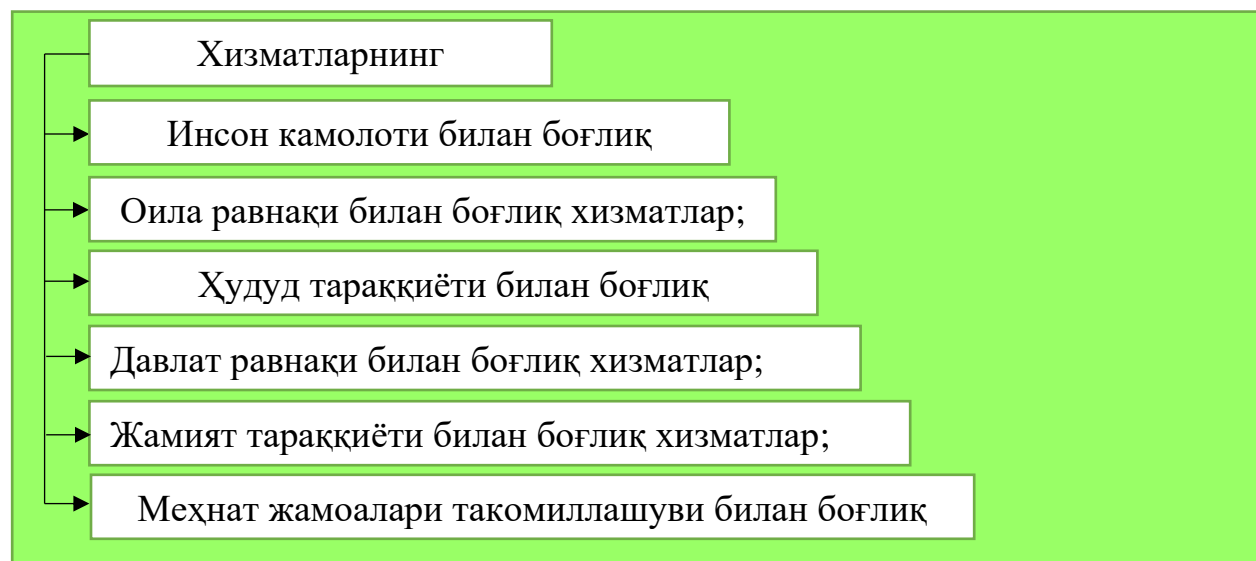 Хизматларнинг
Инсон камолоти билан боғлиқ
Оила равнақи билан боғлиқ хизматлар;
Ҳудуд тараққиёти билан боғлиқ
Давлат равнақи билан боғлиқ хизматлар;
Жамият тараққиёти билан боғлиқ хизматлар;
Меҳнат жамоалари такомиллашуви билан боғлиқ